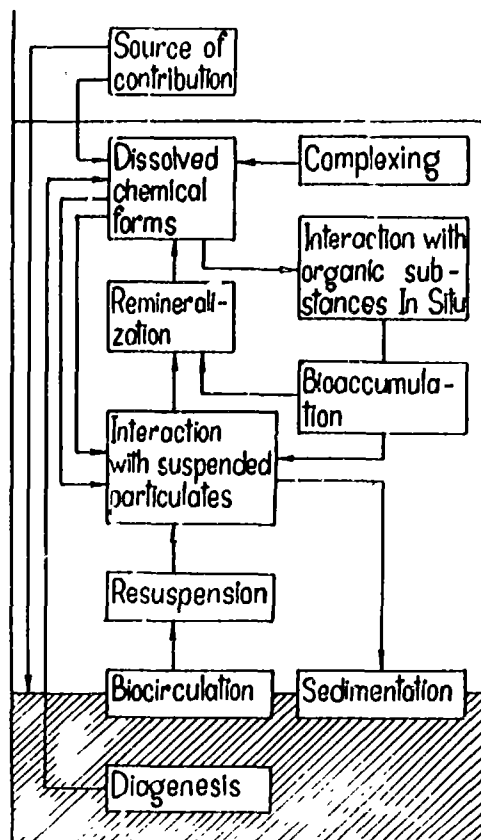 Source of
contribution
Dissolved
chemical
forms
Complexing
Interaction with
organic sub-
stances In Situ
Reminerali-
zation
Bioaccumula-
tion
Interaction
with suspended
particulates
Resuspension
Biocirculation
Sedimentation
Diagenesis